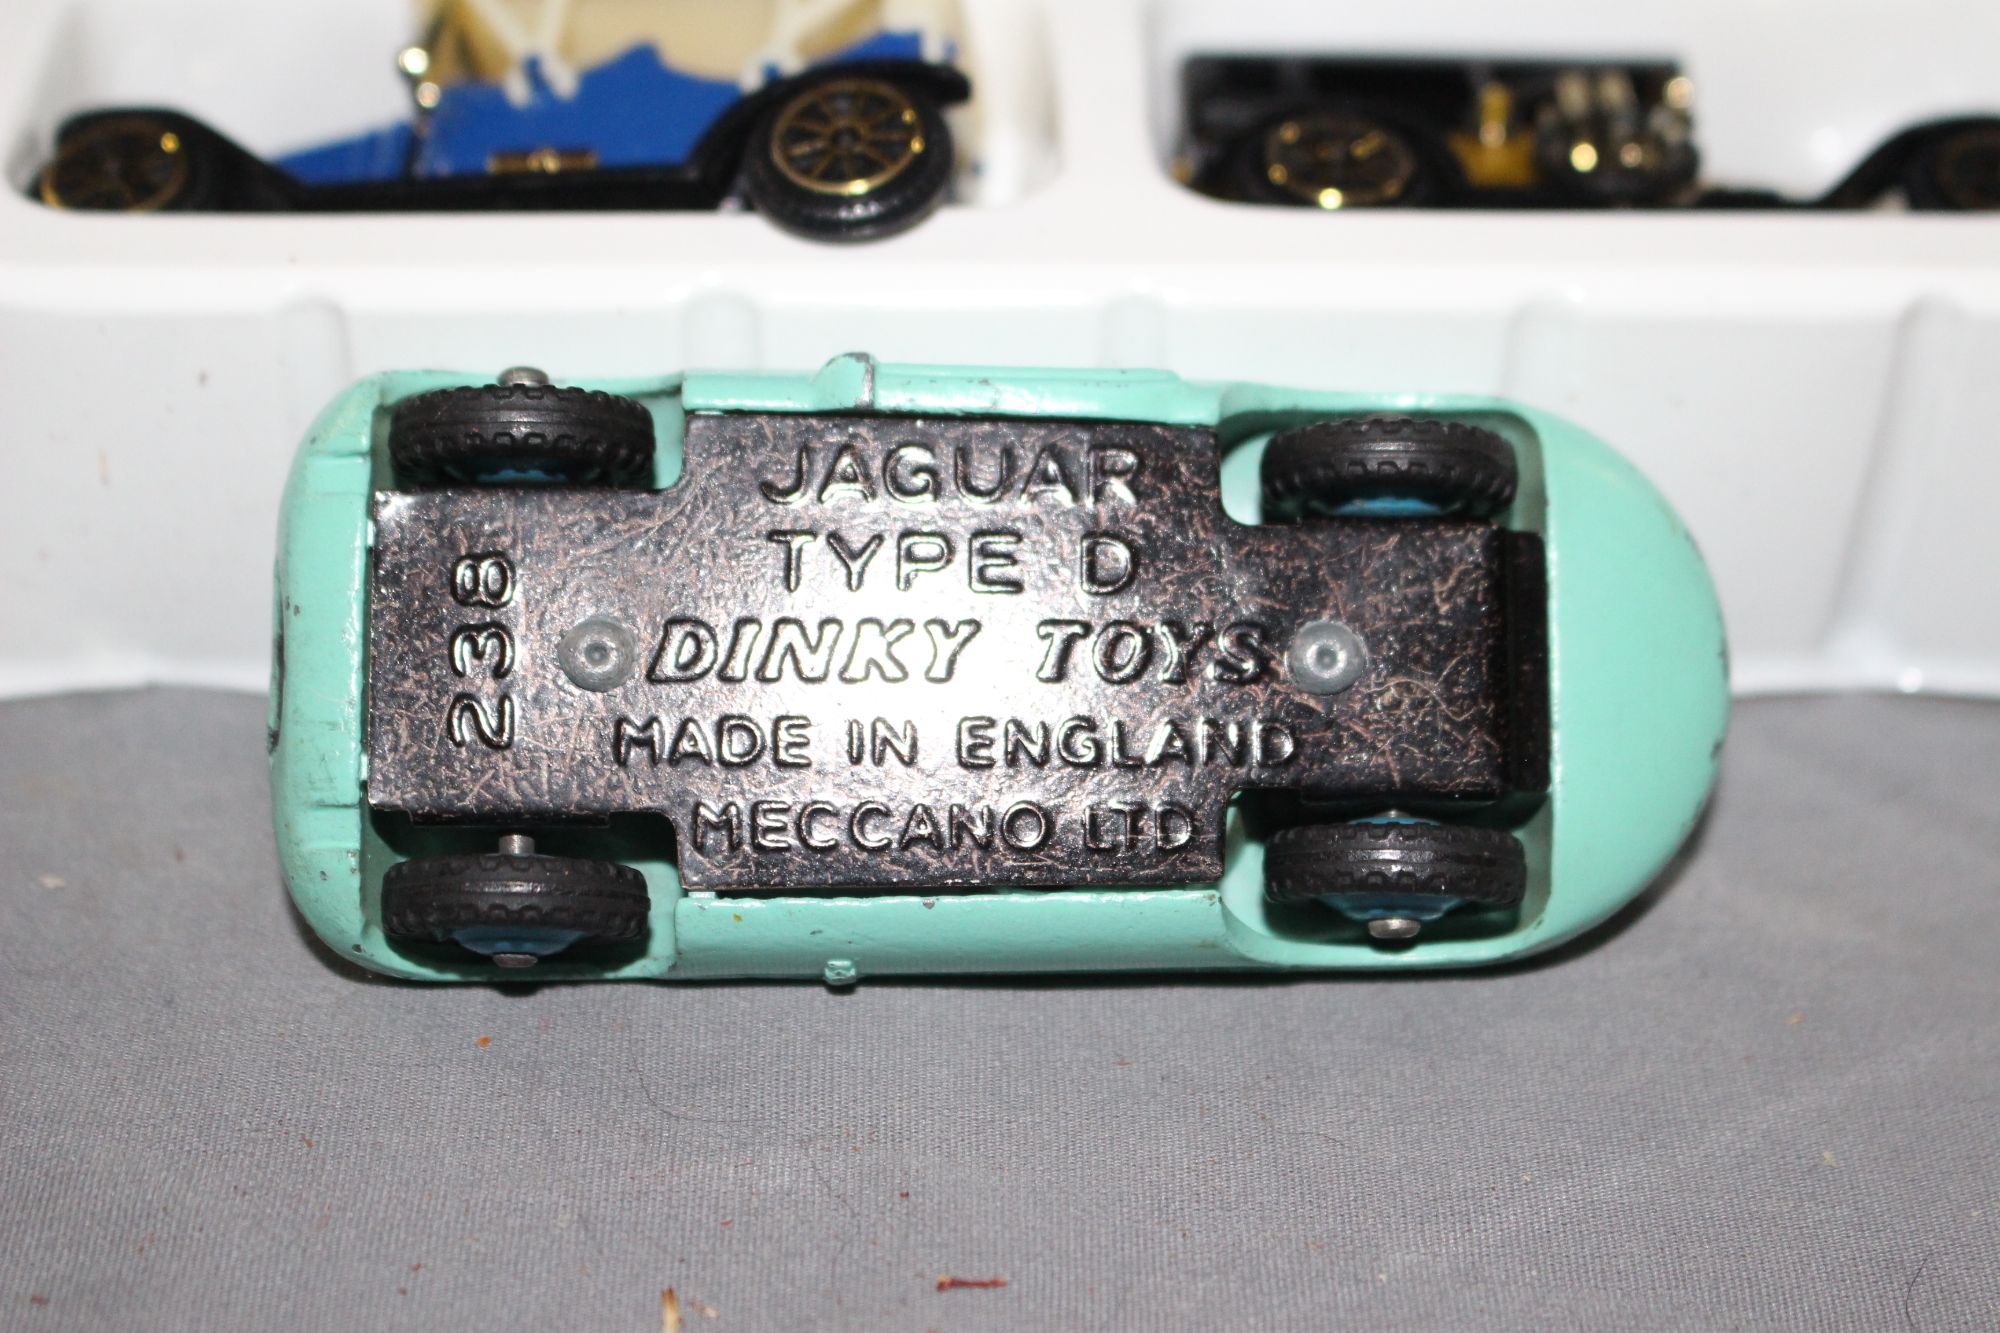 JAGUAR
TYPE D
DINKY TOYS
MADE IN ENGLAND
MECCANO LTD
238